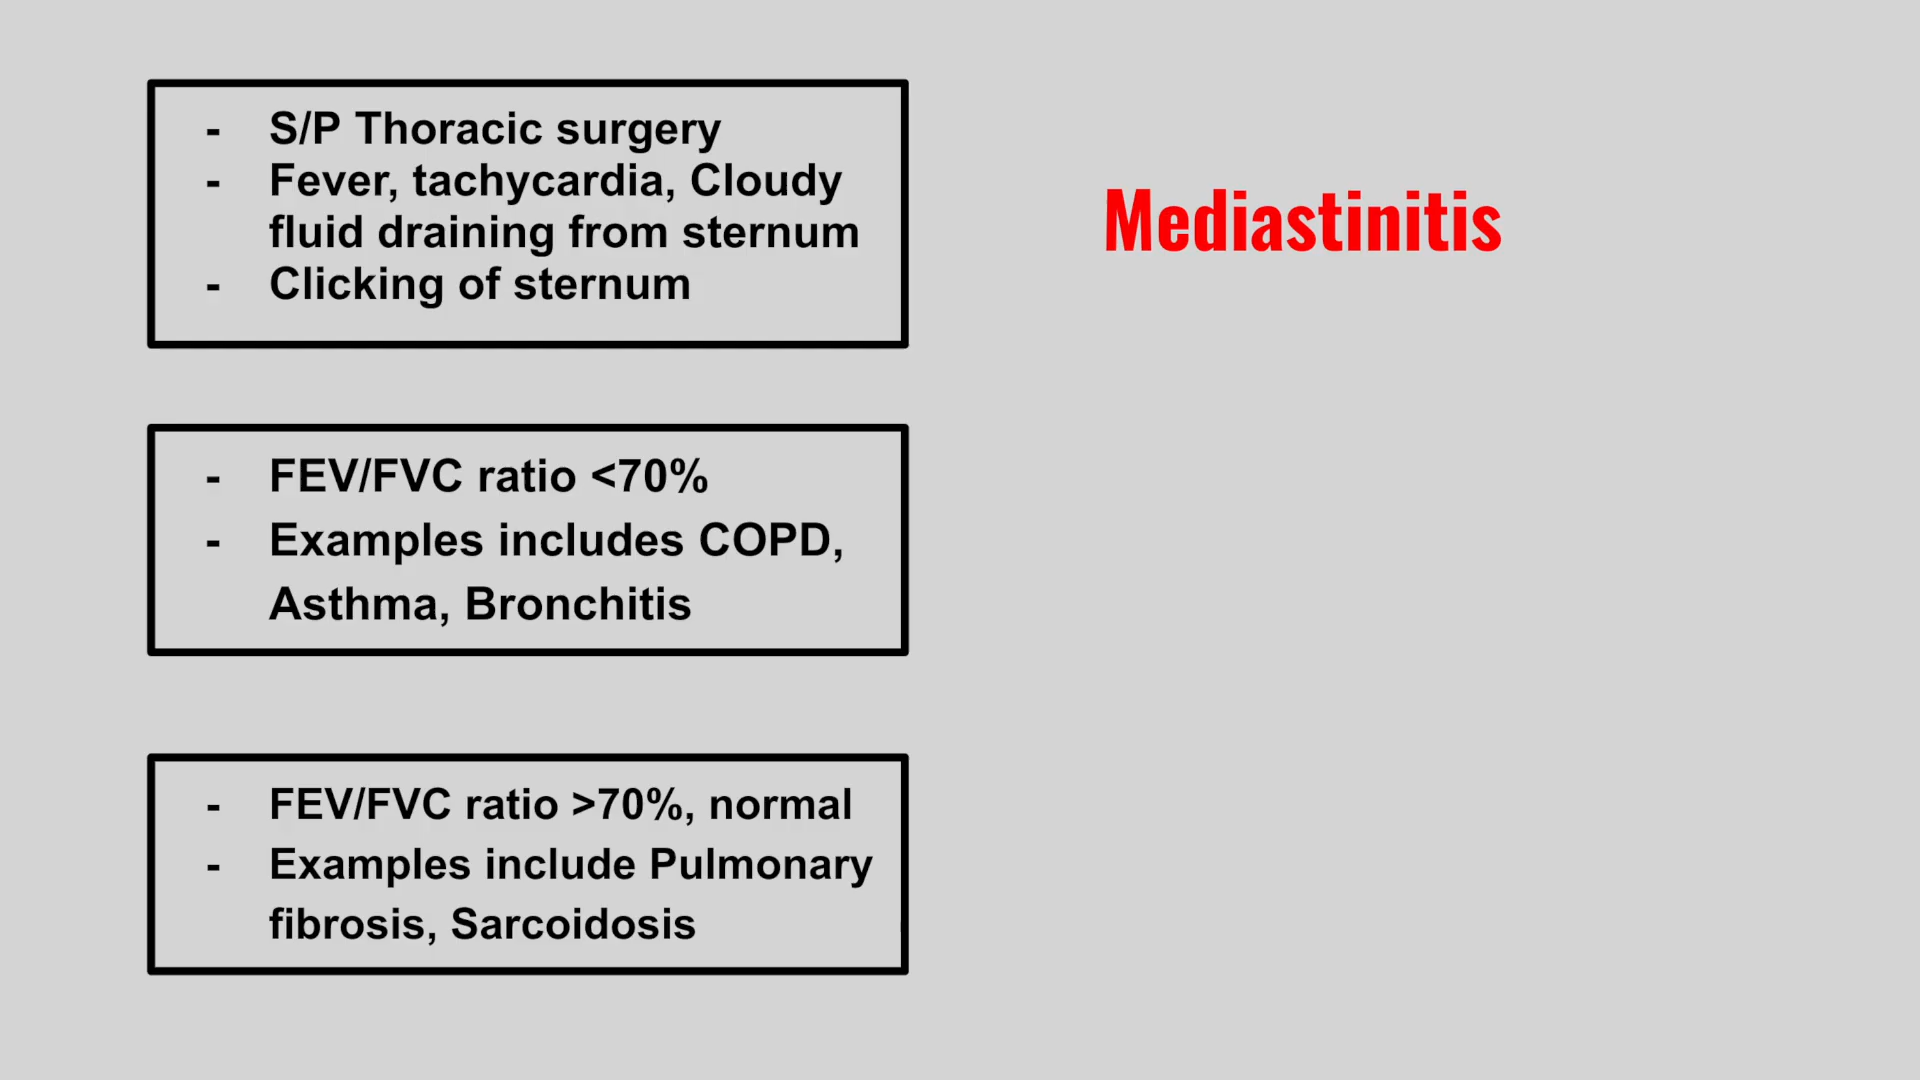 - S/P Thoracic surgery
- Fever, tachycardia, Cloudy
fluid draining from sternum
- Clicking of sternum
Mediastinitis
- FEV/FVC ratio <70%
- Examples includes COPD,
Asthma, Bronchitis
- FEV/FVC ratio >70%, normal
- Examples include Pulmonary
fibrosis, Sarcoidosis